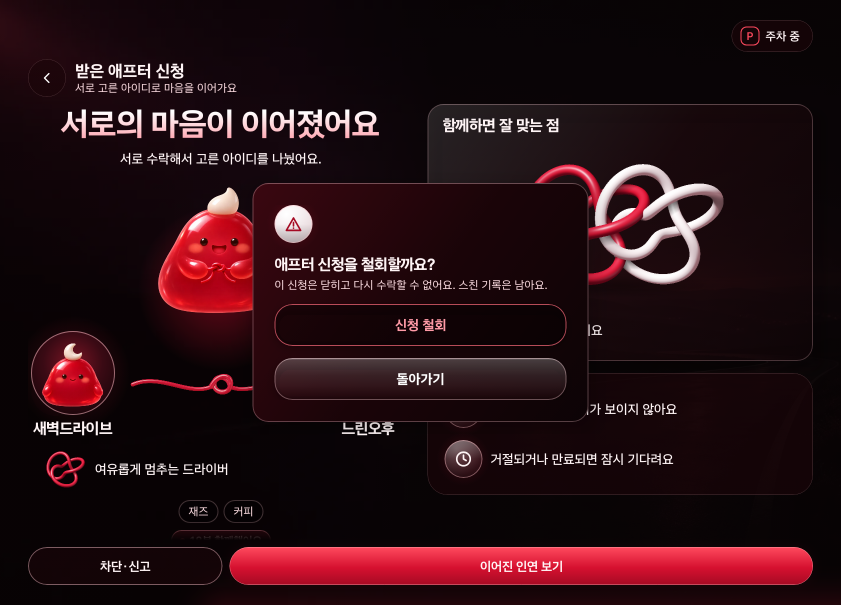 P 주차 중
받은 애프터 신청
서로 고른 아이디로 마음을 이어가요
서로의 마음이 이어졌어요
서로 수락해서 고른 아이디를 나눴어요.
함께하면 잘 맞는 점
애프터 신청을 철회할까요?
이 신청은 닫히고 다시 수락할 수 없어요. 스친 기록은 남아요.
신청 철회
돌아가기
새벽드라이브
느린오후
여유롭게 멈추는 드라이버
재즈
커피
가 보이지 않아요
거절되거나 만료되면 잠시 기다려요
차단·신고
이어진 인연 보기